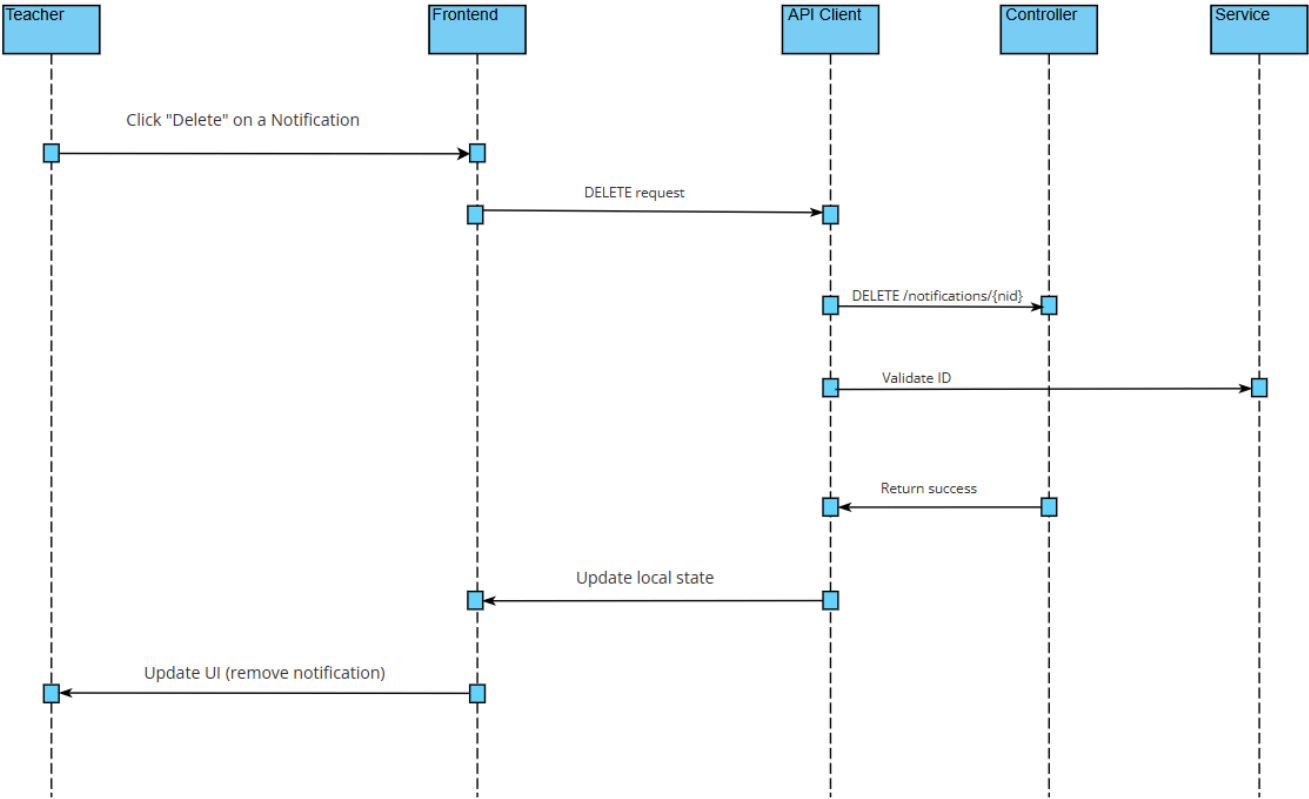 Teacher
Frontend
API Client
Controller
Service
Click "Delete" on a Notification
DELETE request
DELETE /notifications/{nid}
Validate ID
Return success
Update local state
Update UI (remove notification)